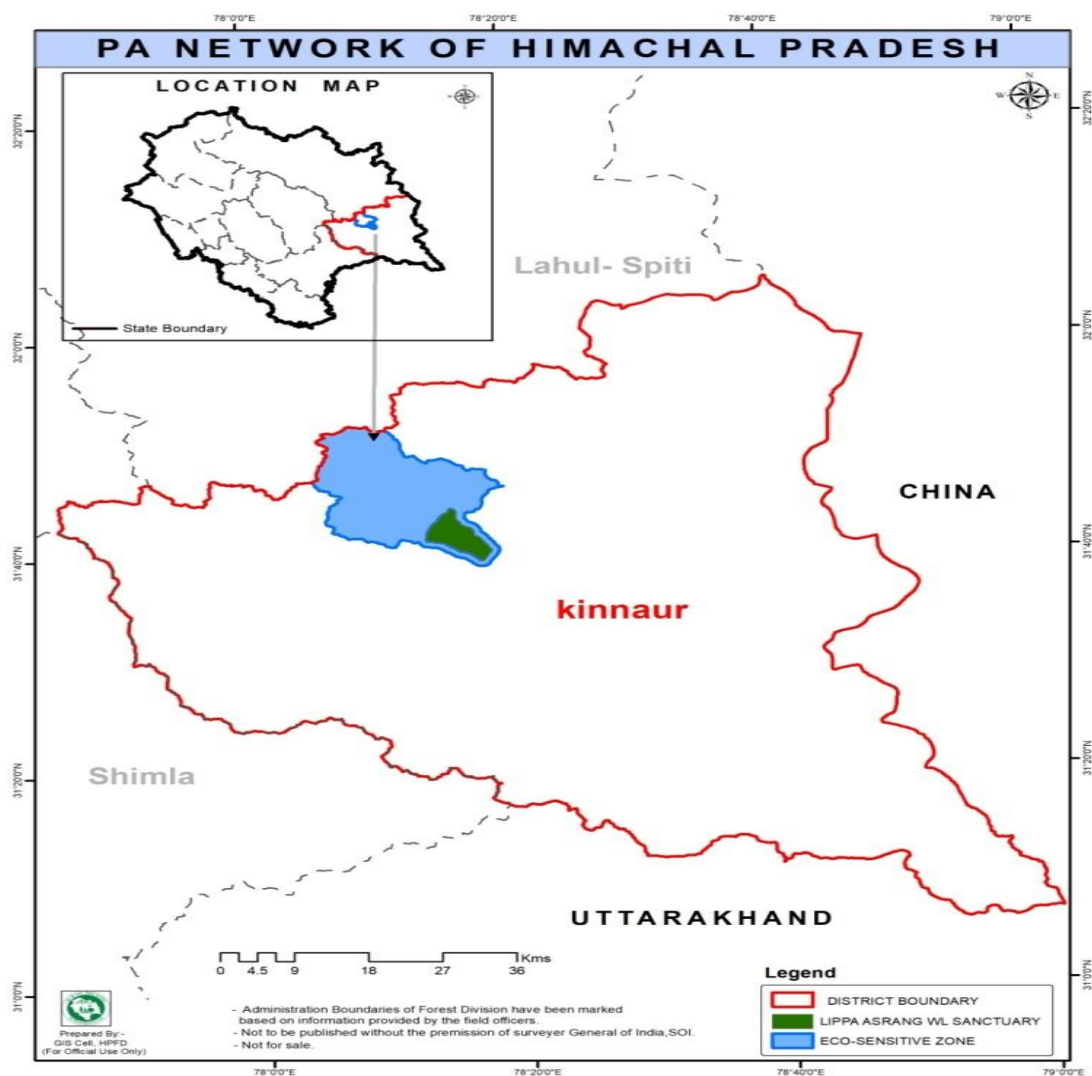 78°0'0"E
78°20'0"E
78°40'0"E
79°0'0"E
PA NETWORK OF HIMACHAL PRADESH
LOCATION MAP
State Boundary
N
W
E
S
32°20'0"N
32°20'0"N
Lahul- Spiti
32°0'0"N
32°0'0"N
CHINA
31°40'0"N
31°40'0"N
kinnaur
Shimla
31°20'0"N
31°20'0"N
UTTARAKHAND
Kms
0 4.5 9 18 27 36
31°0'0"N
31°0'0"N
Legend
DISTRICT BOUNDARY
LIPPA ASRANG WL SANCTUARY
ECO-SENSITIVE ZONE
Prepared By:-
GIS Cell, HPFD
(For Official Use Only)
- Administration Boundaries of Forest Division have been marked
based on information provided by the field officers.
- Not to be published without the premission of surveyer General of India,SOI.
- Not for sale.
78°0'0"E
78°20'0"E
78°40'0"E
79°0'0"E